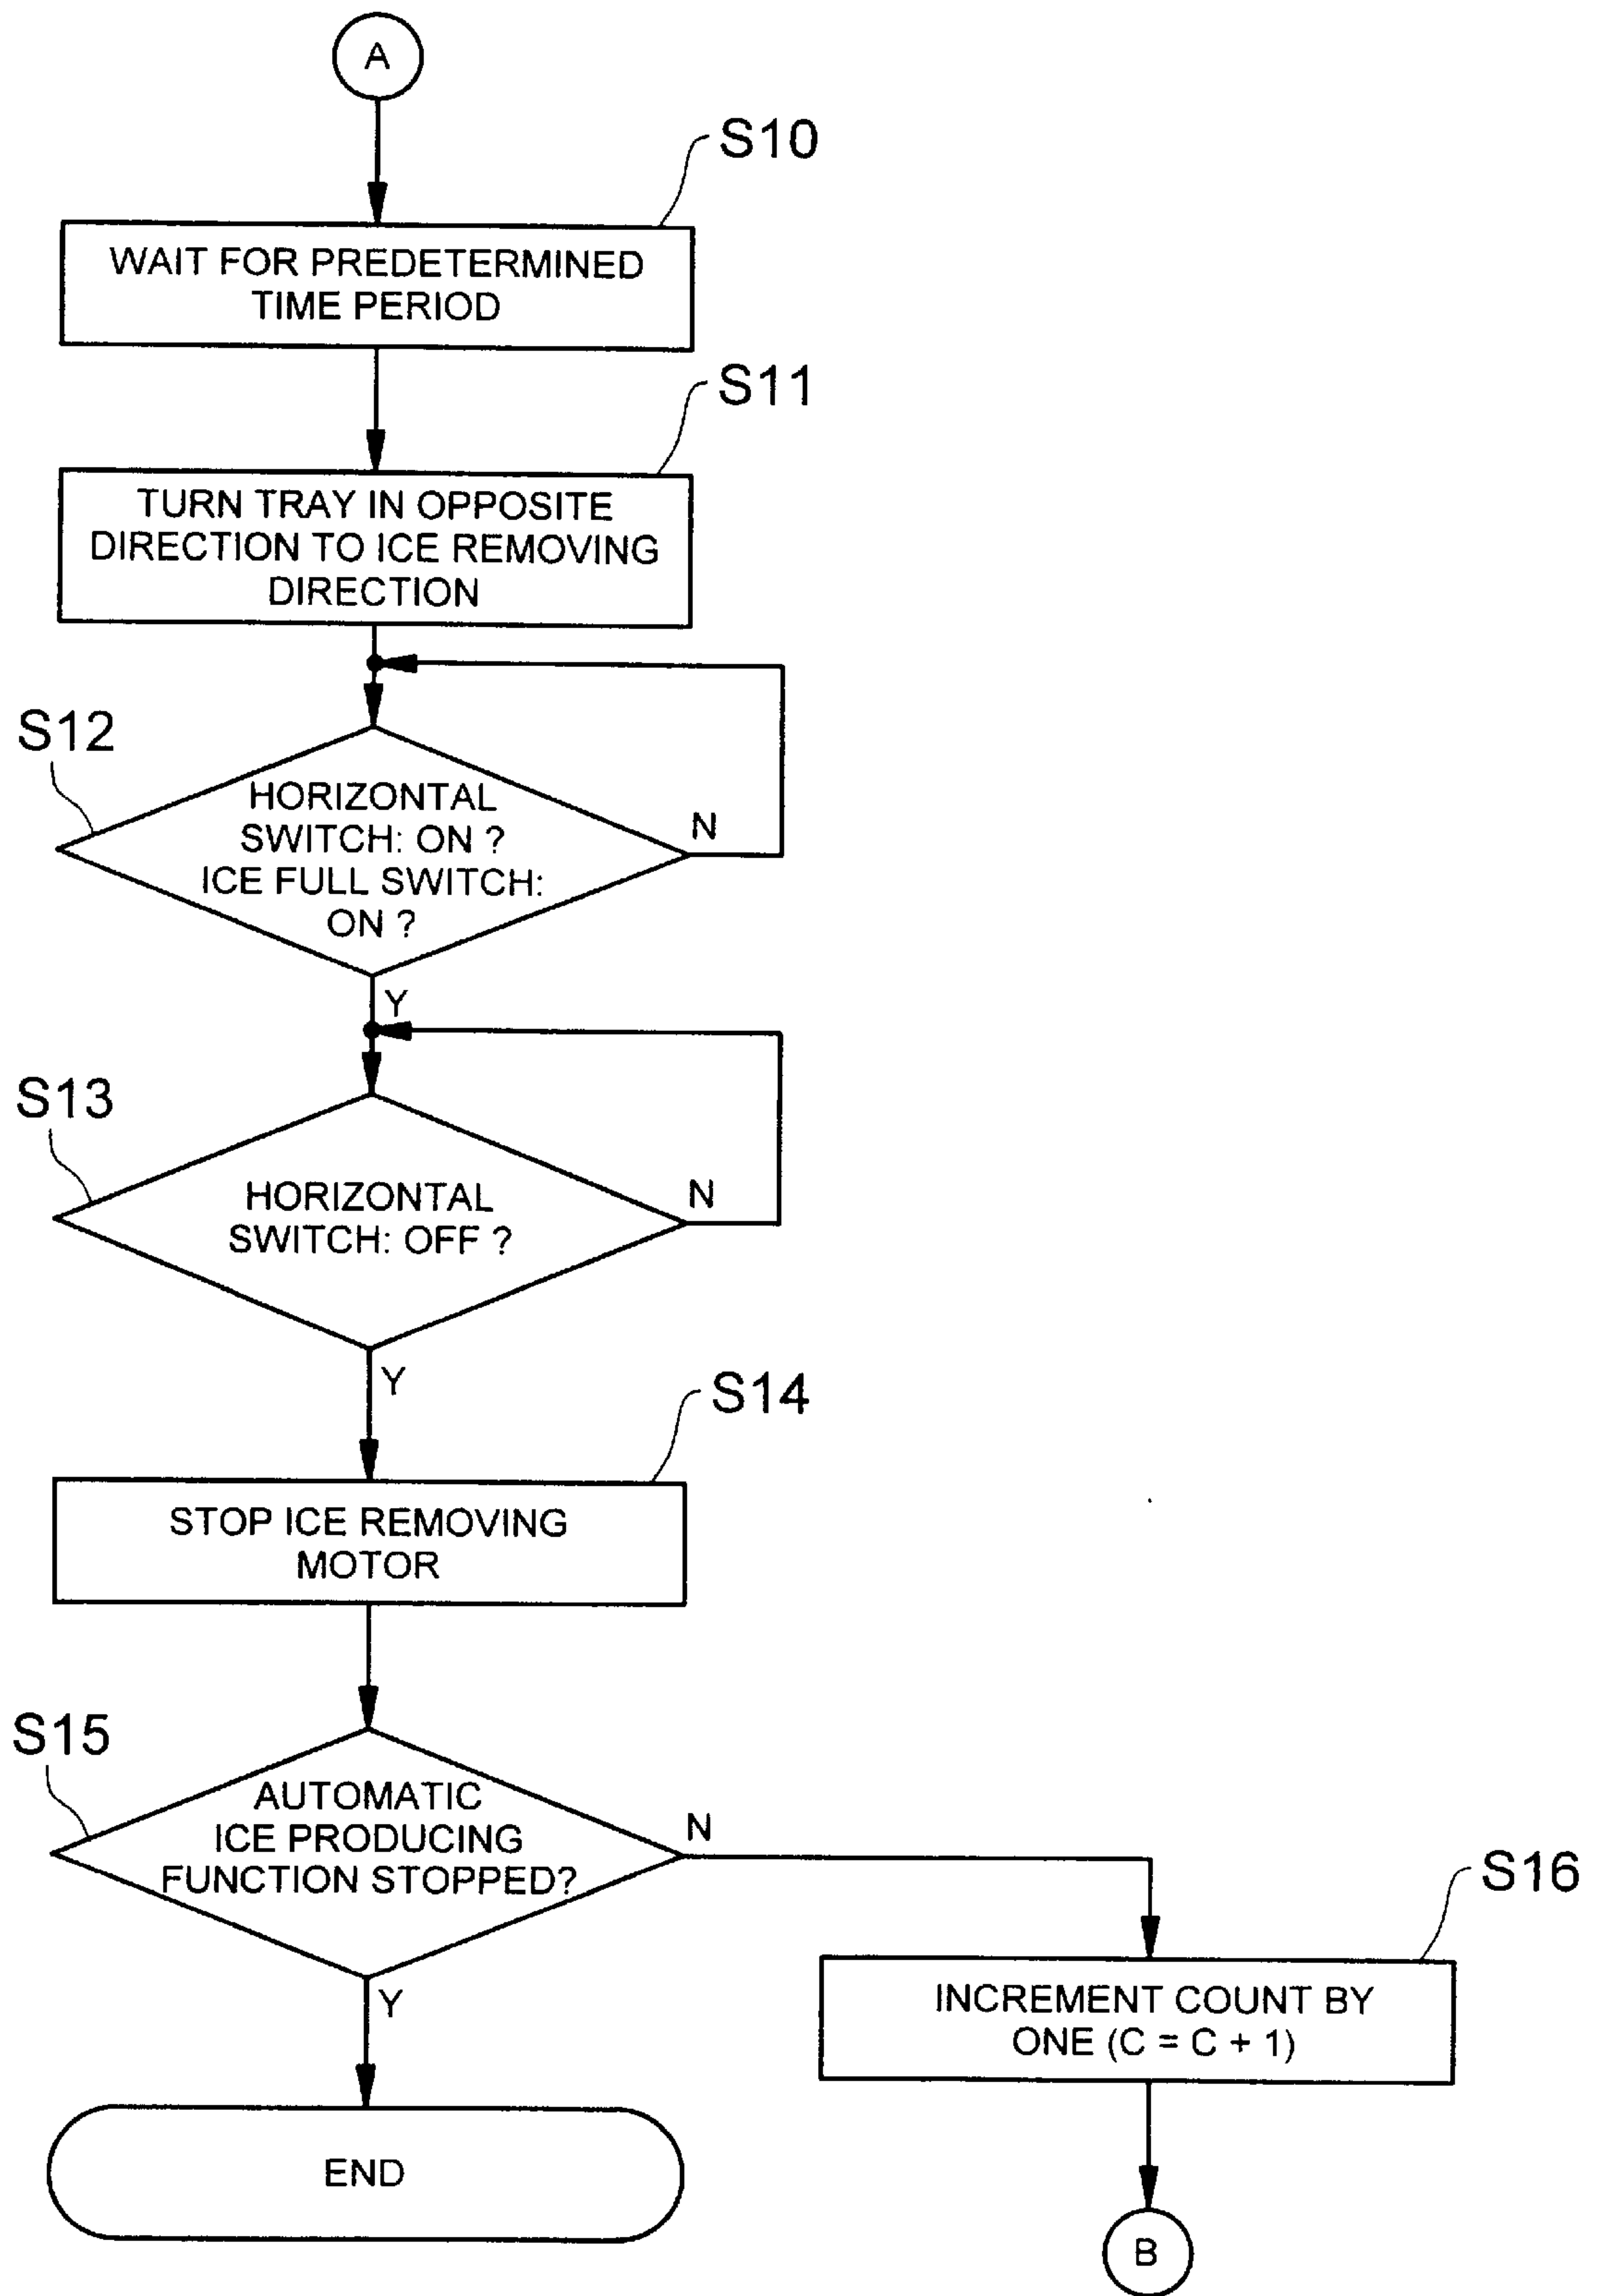 A
S10
WAIT FOR PREDETERMINED
TIME PERIOD
S11
TURN TRAY IN OPPOSITE
DIRECTION TO ICE REMOVING
DIRECTION
S12
HORIZONTAL
SWITCH: ON ?
ICE FULL SWITCH:
ON ?
N
Y
S13
HORIZONTAL
SWITCH: OFF ?
N
Y
S14
STOP ICE REMOVING
MOTOR
S15
AUTOMATIC
ICE PRODUCING
FUNCTION STOPPED?
N
Y
S16
INCREMENT COUNT BY
ONE (C = C + 1)
END
B